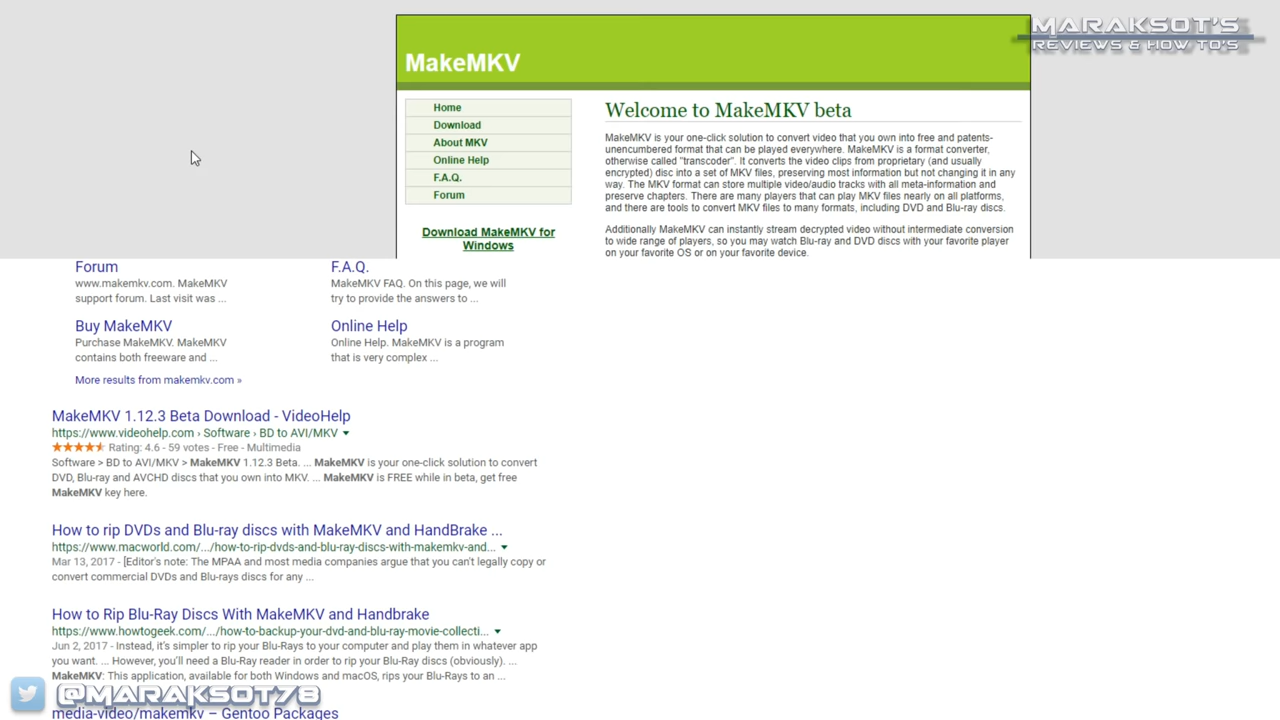 MARAKSOT'S
REVIEWS & HOW TO'S
MakeMKV
Home
Download
About MKV
Online Help
F.A.Q.
Forum
Download MakeMKV for
Windows
Welcome to MakeMKV beta
MakeMKV is your one-click solution to convert video that you own into free and patents-
unencumbered format that can be played everywhere. MakeMKV is a format converter,
otherwise called "transcoder". It converts the video clips from proprietary (and usually
encrypted) disc into a set of MKV files, preserving most information but not changing it in any
way. The MKV format can store multiple video/audio tracks with all meta-information and
preserve chapters. There are many players that can play MKV files nearly on all platforms,
and there are tools to convert MKV files to many formats, including DVD and Blu-ray discs.
Additionally MakeMKV can instantly stream decrypted video without intermediate conversion
to wide range of players, so you may watch Blu-ray and DVD discs with your favorite player
on your favorite OS or on your favorite device.
Forum
www.makemkv.com. MakeMKV
support forum. Last visit was ...
F.A.Q.
MakeMKV FAQ. On this page, we will
try to provide the answers to ...
Buy MakeMKV
Purchase MakeMKV. MakeMKV
contains both freeware and ...
Online Help
Online Help. MakeMKV is a program
that is very complex ...
More results from makemkv.com »
MakeMKV 1.12.3 Beta Download - VideoHelp
https://www.videohelp.com › Software › BD to AVI/MKV
Rating: 4.6 - 59 votes - Free - Multimedia
Software > BD to AVI/MKV > MakeMKV 1.12.3 Beta. ... MakeMKV is your one-click solution to convert
DVD, Blu-ray and AVCHD discs that you own into MKV. ... MakeMKV is FREE while in beta, get free
MakeMKV key here.
How to rip DVDs and Blu-ray discs with MakeMKV and HandBrake ...
https://www.macworld.com/.../how-to-rip-dvds-and-blu-ray-discs-with-makemkv-and...
Mar 13, 2017 - [Editor's note: The MPAA and most media companies argue that you can't legally copy or
convert commercial DVDs and Blu-rays discs for any ...
How to Rip Blu-Ray Discs With MakeMKV and Handbrake
https://www.howtogeek.com/.../how-to-backup-your-dvd-and-blu-ray-movie-collecti...
Jun 2, 2017 - Instead, it's simpler to rip your Blu-Rays to your computer and play them in whatever app
you want. ... However, you'll need a Blu-Ray reader in order to rip your Blu-Ray discs (obviously). ...
MakeMKV: This application, available for both Windows and macOS, rips your Blu-Rays to an ...
@MARAKSOT78
media-video/makemkv – Gentoo Packages